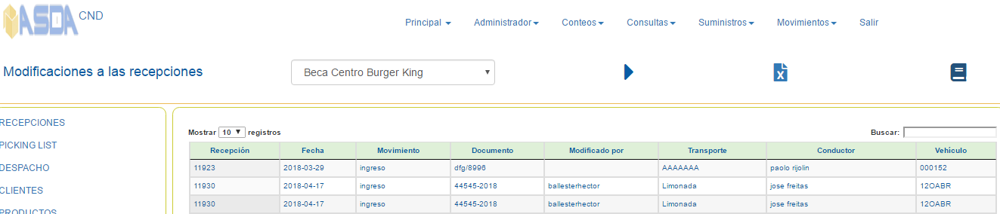 ASDA CND
Principal Administrador Conteos Consultas Suministros Movimientos Salir
Modificaciones a las recepciones
Beca Centro Burger King
RECEPCIONES
PICKING LIST
DESPACHO
CLIENTES
PRODUCTOS
Mostrar 10 registros Buscar:
Recepción Fecha Movimiento Documento Modificado por Transporte Conductor Vehículo
11923 2018-03-29 ingreso dfg/8996 AAAAAAA paolo rijolin 000152
11930 2018-04-17 ingreso 44545-2018 ballesterhector Limonada jose freitas 12OABR
11930 2018-04-17 ingreso 44545-2018 ballesterhector Limonada jose freitas 12OABR